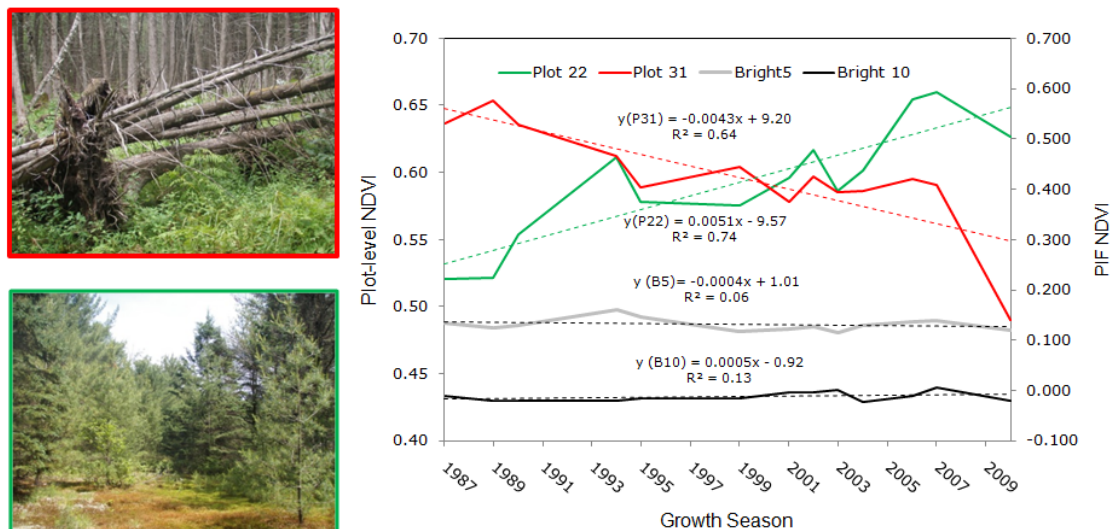 0.70
0.65
0.60
0.55
0.50
0.45
0.40
Plot-level NDVI
Plot 22 Plot 31 Bright5 Bright 10
y(P31) = -0.0043x + 9.20
R² = 0.64
y(P22) = 0.0051x - 9.57
R² = 0.74
y (B5)= -0.0004x + 1.01
R² = 0.06
y (B10) = 0.0005x - 0.92
R² = 0.13
0.700
0.600
0.500
0.400
0.300
0.200
0.100
0.000
-0.100
PIF NDVI
1987 1989 1991 1993 1995 1997 1999 2001 2003 2005 2007 2009
Growth Season